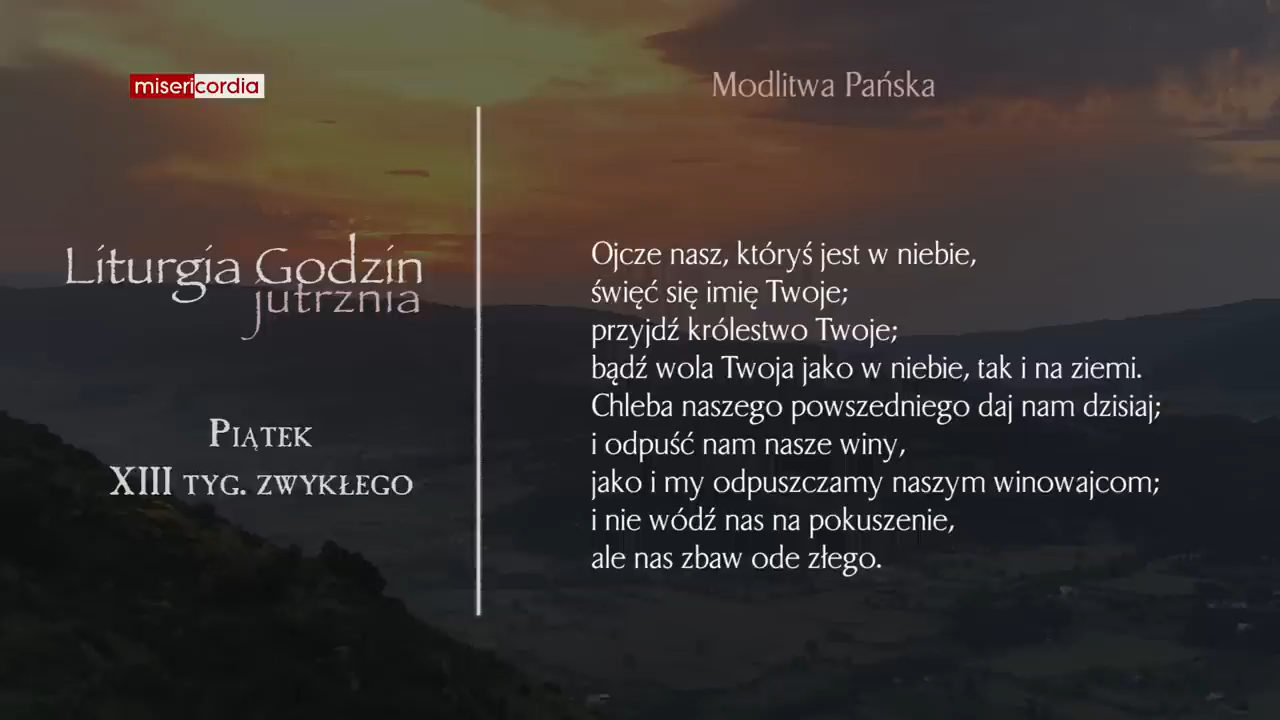 misericordia
Modlitwa Pańska
Liturgia Godzin
jutrznia
Piątek
XIII tyg. zwykłego
Ojcze nasz, któryś jest w niebie,
święć się imię Twoje;
przyjdź królestwo Twoje;
bądź wola Twoja jako w niebie, tak i na ziemi.
Chleba naszego powszedniego daj nam dzisiaj;
i odpuść nam nasze winy,
jako i my odpuszczamy naszym winowajcom;
i nie wódź nas na pokuszenie,
ale nas zbaw ode złego.